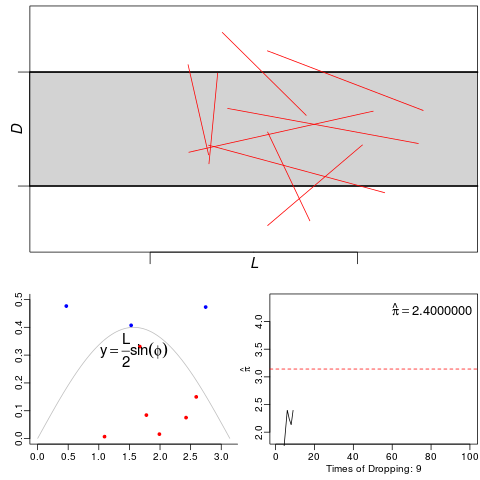 D
L
0.0 0.1 0.2 0.3 0.4 0.5
y = L/2 sin(ϕ)
0.0 0.5 1.0 1.5 2.0 2.5 3.0
π̂ = 2.4000000
π̂
2.0 2.5 3.0 3.5 4.0
0 20 40 60 80 100
Times of Dropping: 9